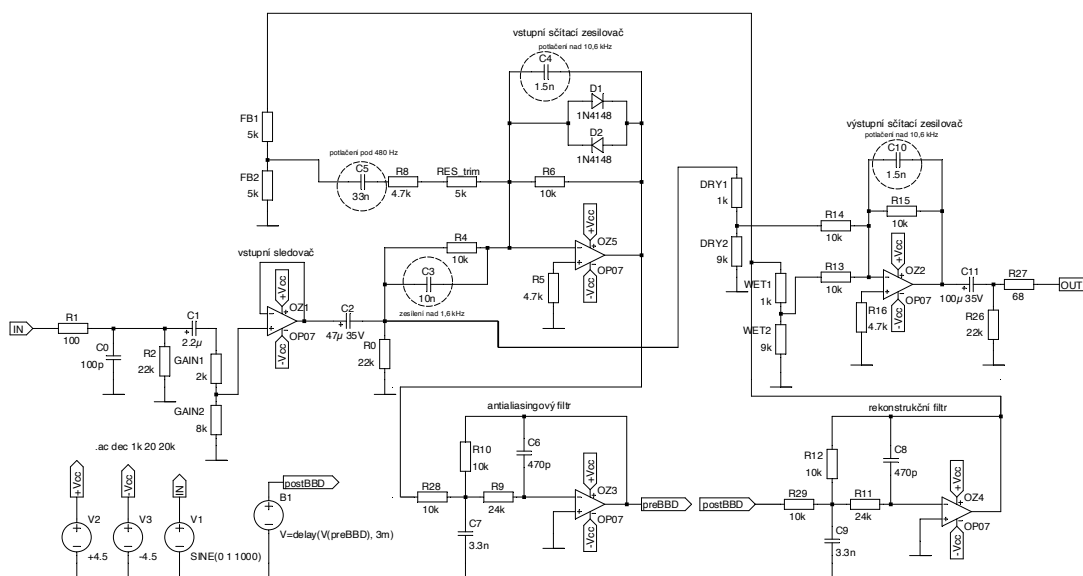 vstupní sčítací zesilovač
potlačení nad 10,6 kHz
C4
1.5n
D1
1N4148
D2
1N4148
FB1
5k
FB2
5k
potlačení pod 480 Hz
C5
33n
R8
4.7k
RES_trim
5k
R6
10k
R4
10k
C3
10n
zesílení nad 1,6 kHz
R5
4.7k
+Vcc
OZ5
OP07
-Vcc
vstupní sledovač
+Vcc
OZ1
OP07
-Vcc
IN
R1
100
C0
100p
R2
22k
C1
2.2µ
GAIN1
2k
GAIN2
8k
C2
47µ 35V
R0
22k
DRY1
1k
DRY2
9k
WET1
1k
WET2
9k
výstupní sčítací zesilovač
potlačení nad 10,6 kHz
C10
1.5n
R15
10k
R14
10k
R13
10k
R16
4.7k
+Vcc
OZ2
OP07
-Vcc
C11
100µ 35V
R27
68
R26
22k
OUT
.ac dec 1k 20 20k
+Vcc
V2
+4.5
-Vcc
V3
-4.5
IN
V1
SINE(0 1 1000)
postBBD
B1
V=delay(V(preBBD), 3m)
antialiasingový filtr
R10
10k
C6
470p
R28
10k
R9
24k
C7
3.3n
+Vcc
OZ3
OP07
-Vcc
preBBD
postBBD
rekonstrukční filtr
R12
10k
C8
470p
R29
10k
R11
24k
C9
3.3n
+Vcc
OZ4
OP07
-Vcc